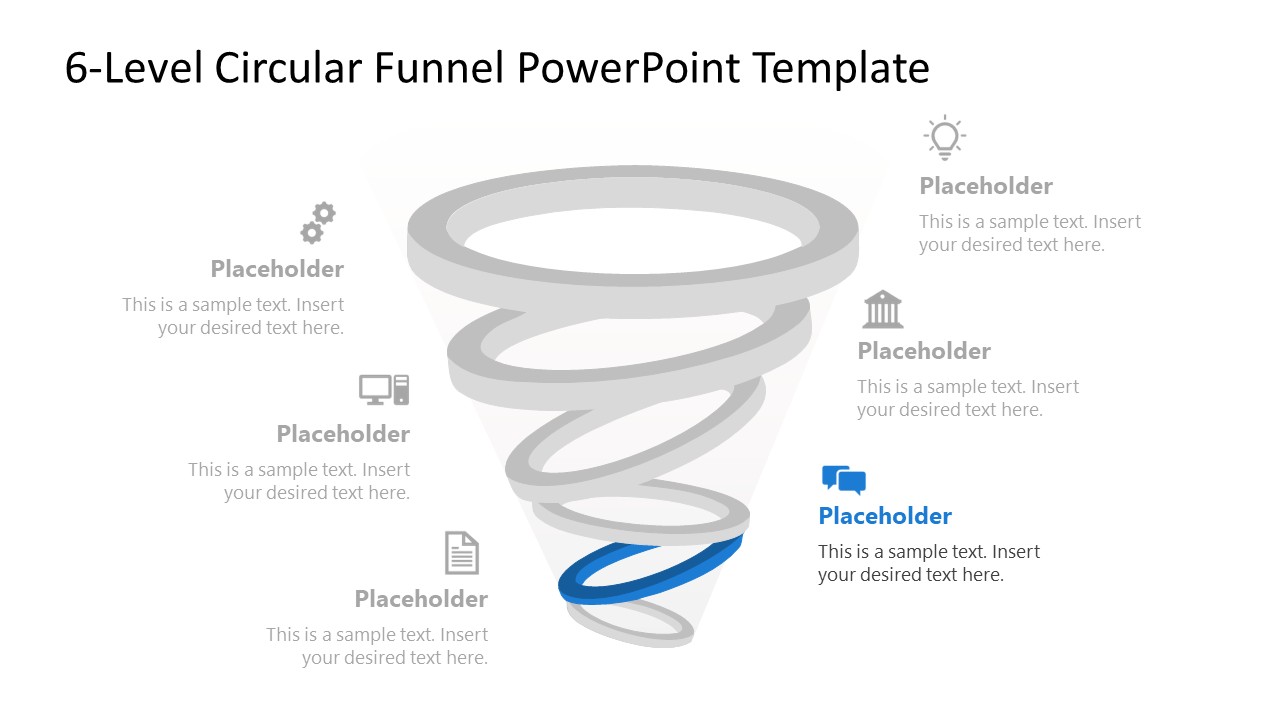 6-Level Circular Funnel PowerPoint Template
Placeholder
This is a sample text. Insert
your desired text here.
Placeholder
This is a sample text. Insert
your desired text here.
Placeholder
This is a sample text. Insert
your desired text here.
Placeholder
This is a sample text. Insert
your desired text here.
Placeholder
This is a sample text. Insert
your desired text here.
Placeholder
This is a sample text. Insert
your desired text here.